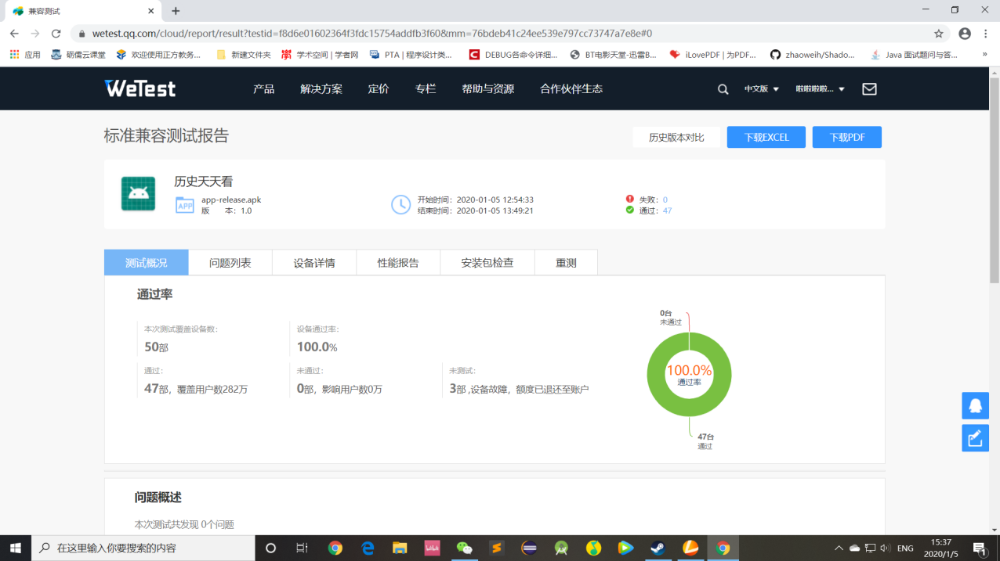 兼容测试
wetest.qq.com/cloud/report/result?testid=f8d6e01602364f3fdc15754addfb3f60&mm=76bdeb41c24ee539e797cc73747a7e8e#0
应用 砺儒云课堂 欢迎使用正方教务... 新建文件夹 学术空间 | 学者网 PTA | 程序设计类... DEBUG各命令详细... BT电影天堂-迅雷B... iLovePDF | 为PDF... zhaoweih/Shado... Java 面试题问与答... »
WeTest 产品 解决方案 定价 专栏 帮助与资源 合作伙伴生态 中文版 啦啦啦啦...
标准兼容测试报告 历史版本对比 下载EXCEL 下载PDF
历史天天看
app-release.apk 开始时间：2020-01-05 12:54:33 失败：0
APP 版 本：1.0 结束时间：2020-01-05 13:49:21 通过：47
测试概况 问题列表 设备详情 性能报告 安装包检查 重测
通过率
0台
未通过
本次测试覆盖设备数： 设备通过率：
50部 100.0%
通过： 未通过： 未测试：
100.0%
通过率
47部，覆盖用户数282万 0部，影响用户数0万 3部 ,设备故障，额度已退还至账户
47台
通过
问题概述
本次测试共发现 0个问题
在这里输入你要搜索的内容 ENG 15:37
2020/1/5 1